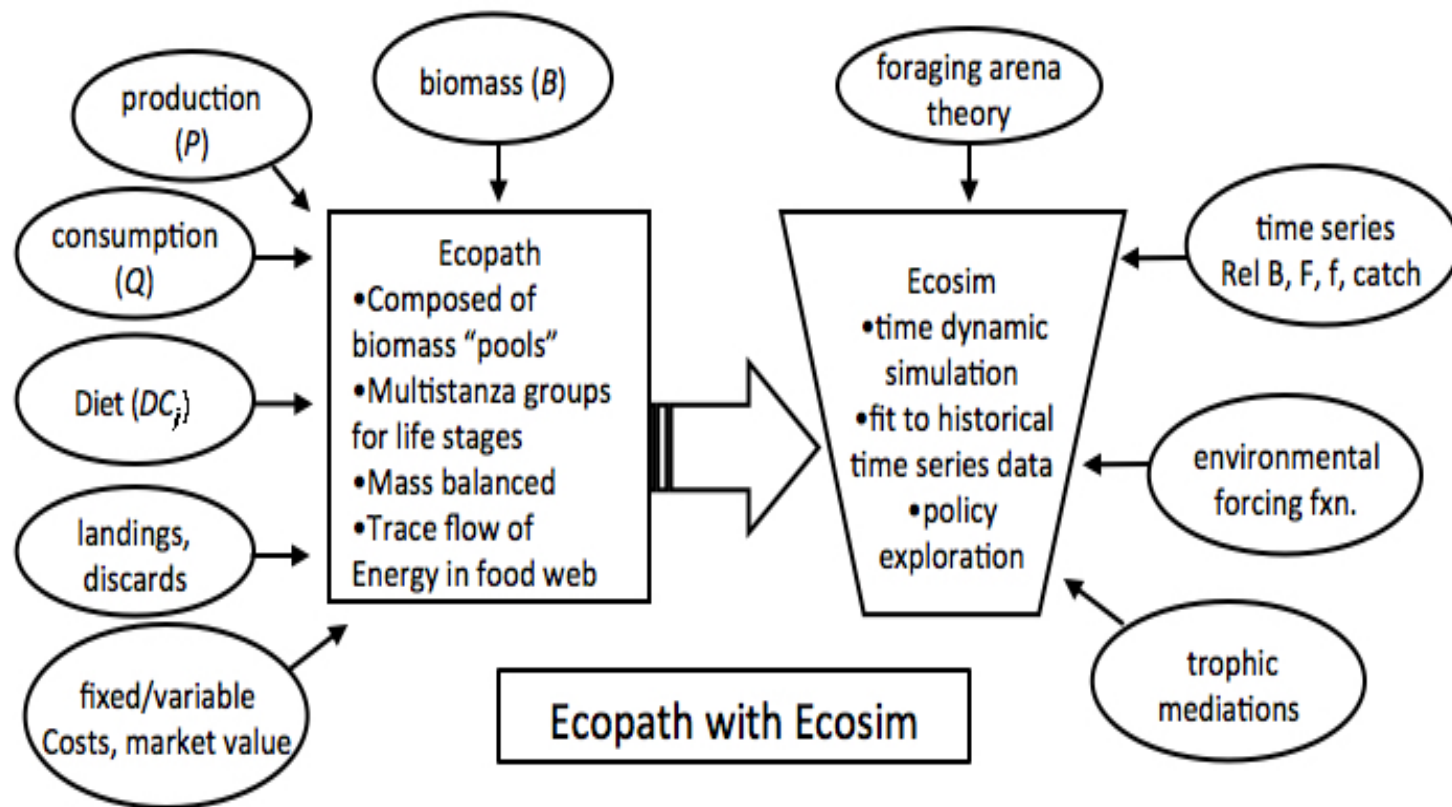 production
(P)
biomass (B)
foraging arena
theory
consumption
(Q)
Diet (DCji)
landings,
discards
fixed/variable
Costs, market value
Ecopath
•Composed of
biomass “pools”
•Multistanza groups
for life stages
•Mass balanced
•Trace flow of
Energy in food web
Ecosim
•time dynamic
simulation
•fit to historical
time series data
•policy
exploration
time series
Rel B, F, f, catch
environmental
forcing fxn.
trophic
mediations
Ecopath with Ecosim